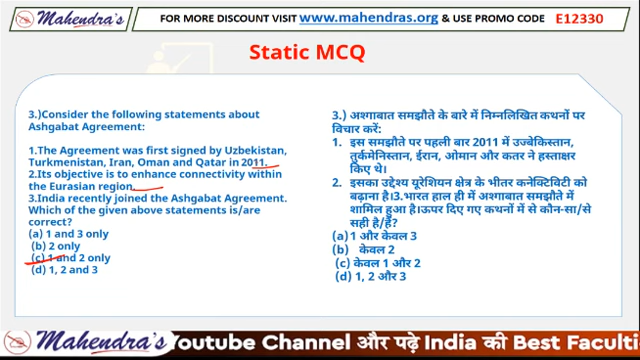 Mahendra's
FOR MORE DISCOUNT VISIT www.mahendras.org & USE PROMO CODE E12330
Mahendra's
Static MCQ
3.)Consider the following statements about
Ashgabat Agreement:
1.The Agreement was first signed by Uzbekistan,
Turkmenistan, Iran, Oman and Qatar in 2011.
2.Its objective is to enhance connectivity within
the Eurasian region.
3.India recently joined the Ashgabat Agreement.
Which of the given above statements is/are
correct?
(a) 1 and 3 only
(b) 2 only
(c) 1 and 2 only
(d) 1, 2 and 3
3.) अश्गाबात समझौते के बारे में निम्नलिखित कथनों पर
विचार करें:
1. इस समझौते पर पहली बार 2011 में उज्बेकिस्तान,
तुर्कमेनिस्तान, ईरान, ओमान और कतर ने हस्ताक्षर
किए थे।
2. इसका उद्देश्य यूरेशियन क्षेत्र के भीतर कनेक्टिविटी को
बढ़ाना है।3.भारत हाल ही में अश्गाबात समझौते में
शामिल हुआ है।ऊपर दिए गए कथनों में से कौन-सा/से
सही है/हैं?
(a) 1 और केवल 3
(b) केवल 2
(c) केवल 1 और 2
(d) 1, 2 और 3
Mahendra's Youtube Channel और पढ़े India की Best Faculti